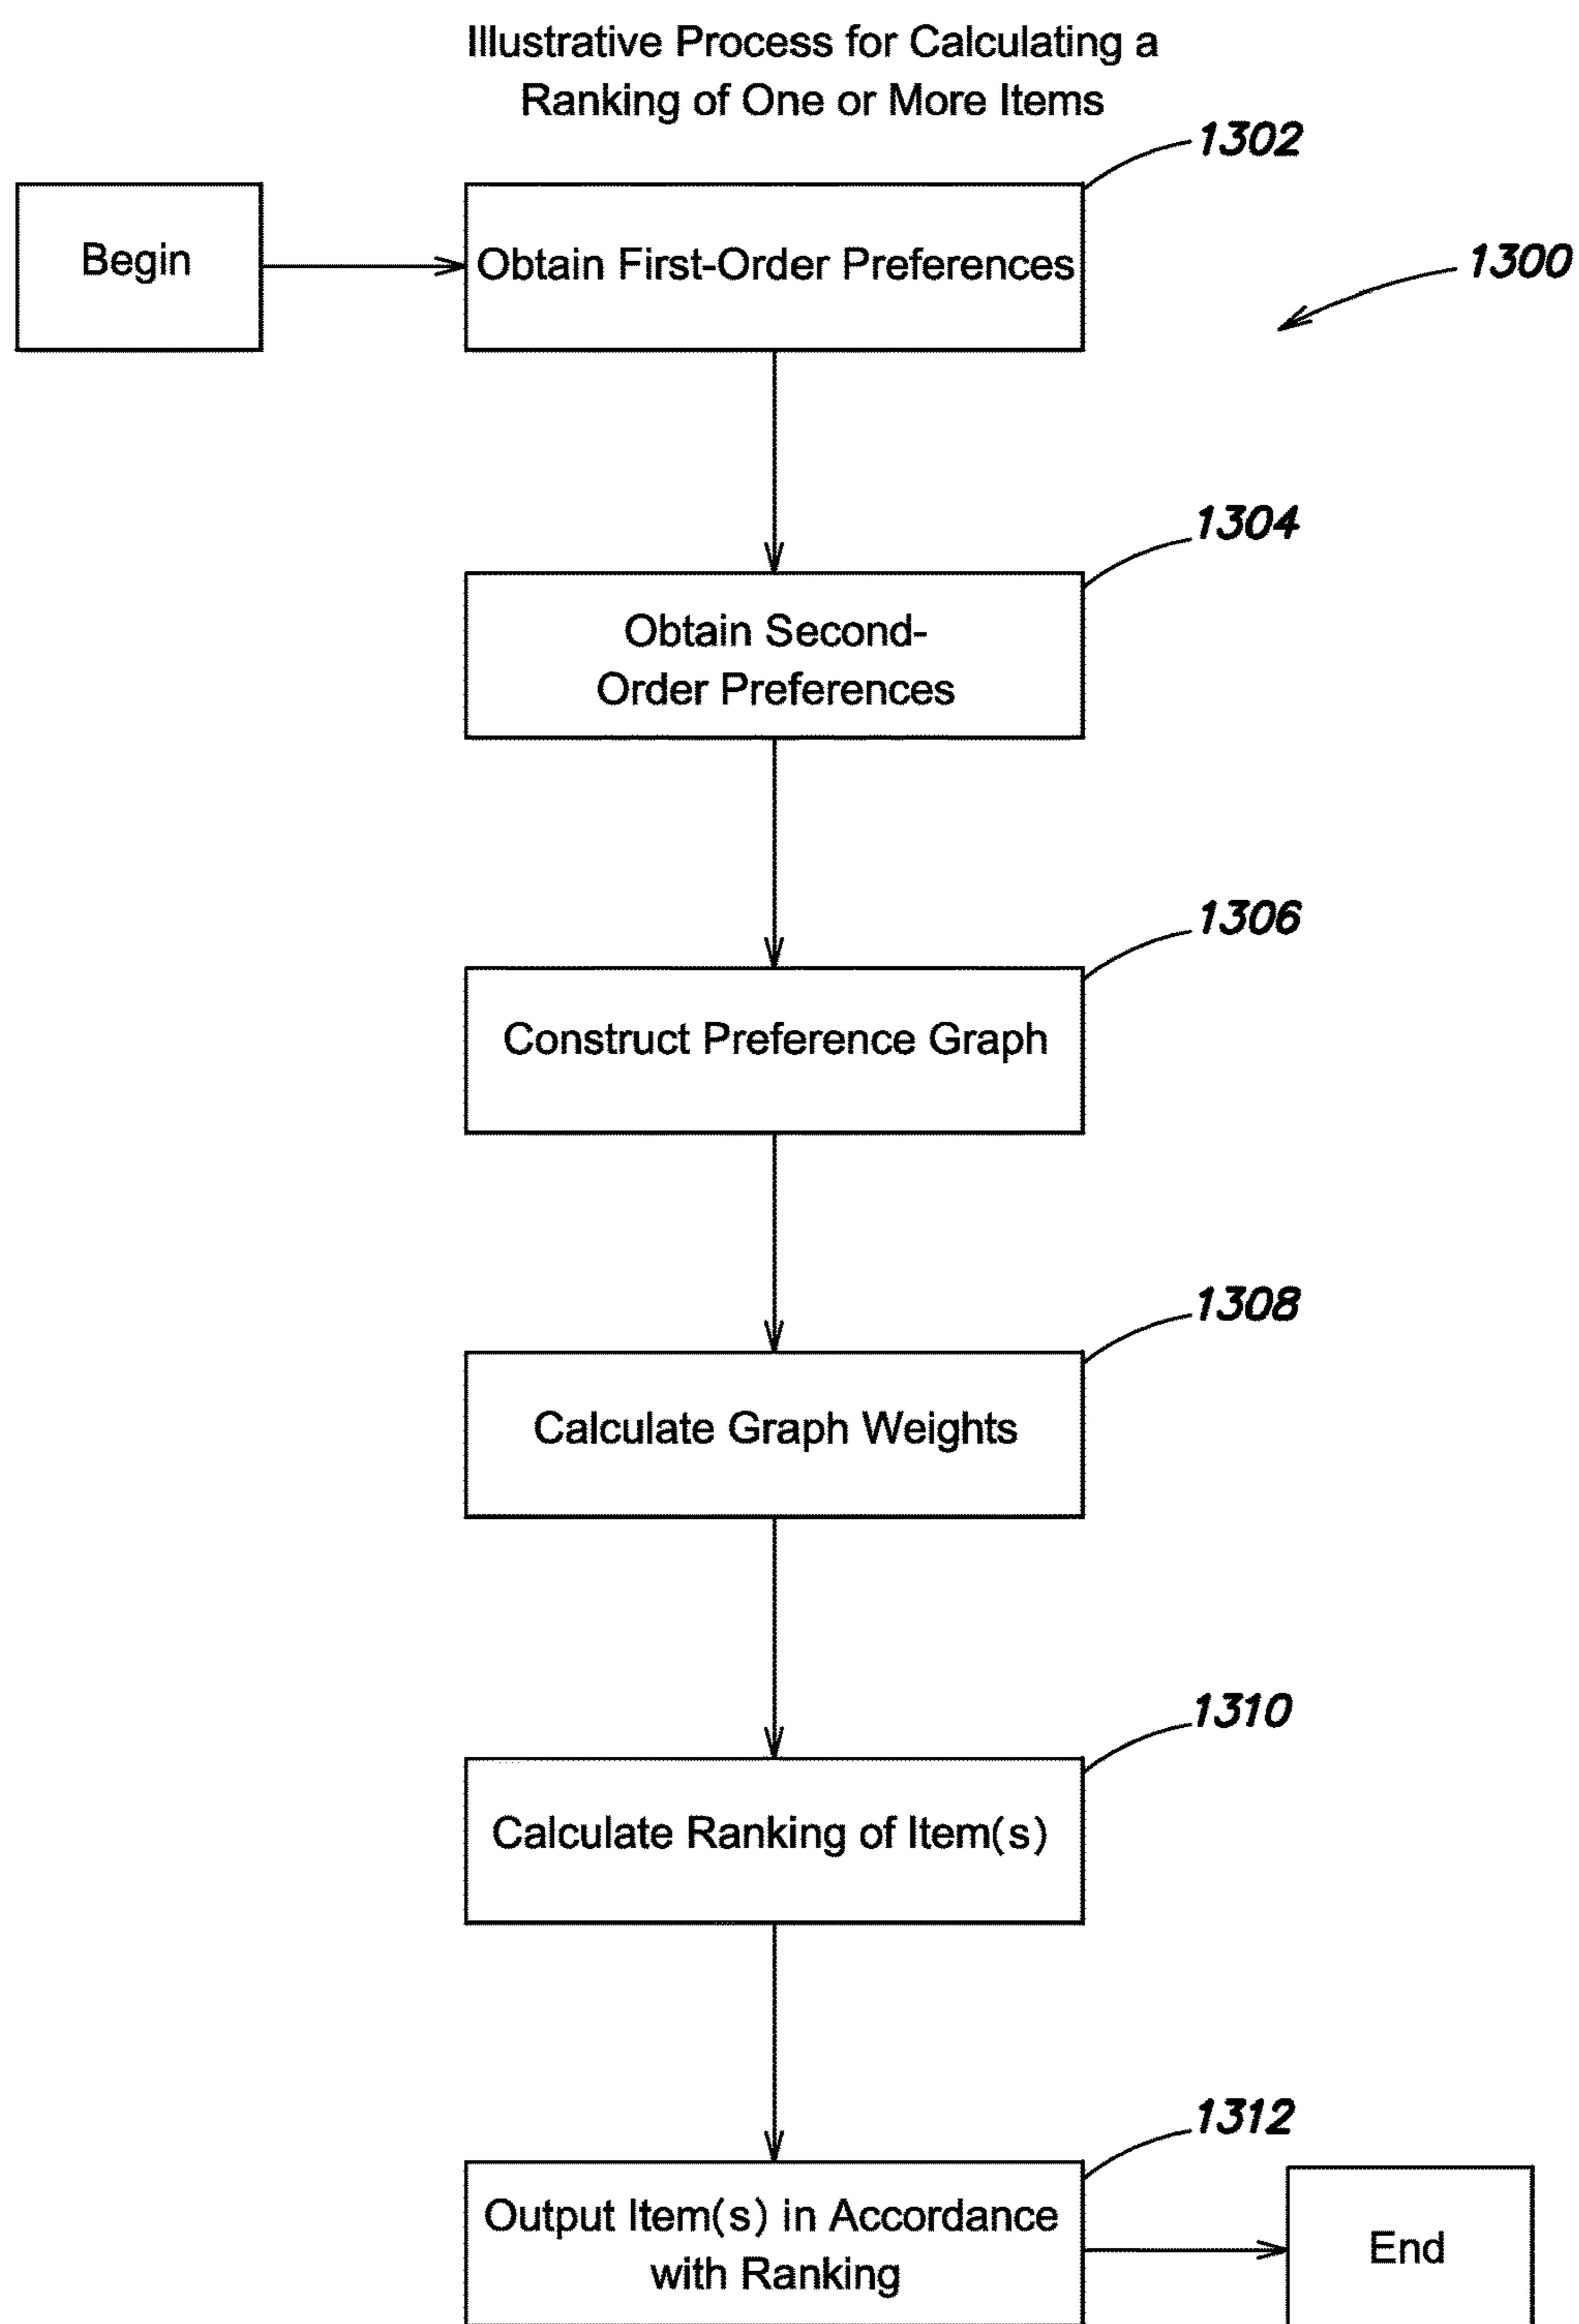 Illustrative Process for Calculating a
Ranking of One or More Items
1302
Begin
Obtain First-Order Preferences
1300
1304
Obtain Second-
Order Preferences
1306
Construct Preference Graph
1308
Calculate Graph Weights
1310
Calculate Ranking of Item(s)
1312
Output Item(s) in Accordance
with Ranking
End